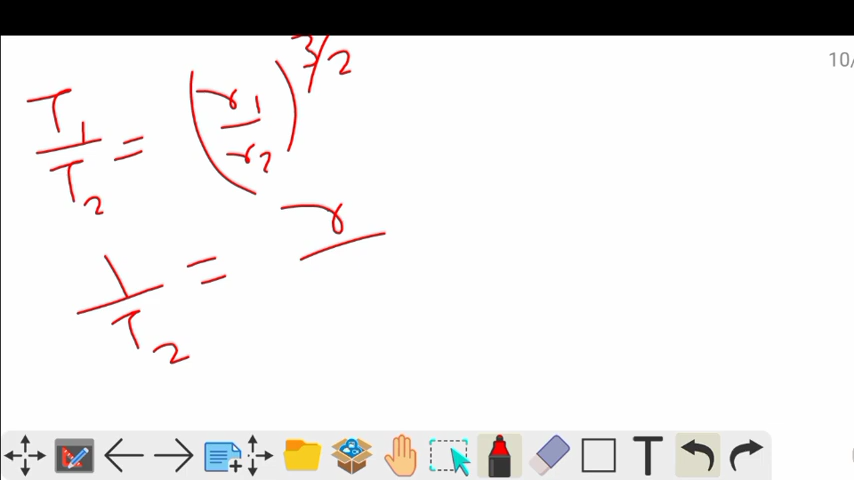 10/
T₁/T₂ = (r₁/r₂)^3/2
1/T₂ = r/
T